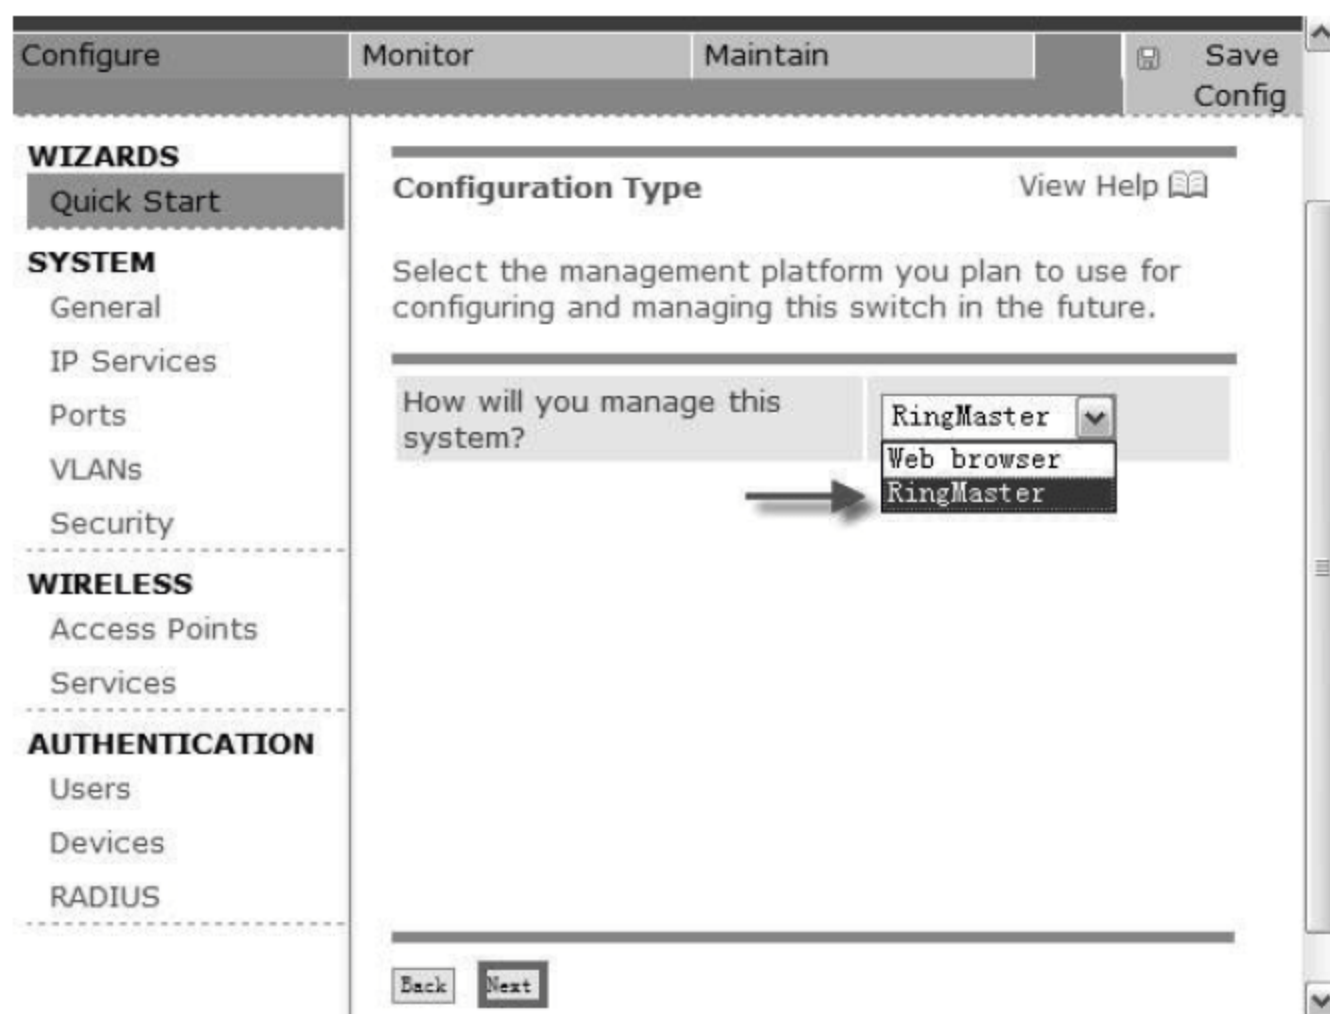 Configure
Monitor
Maintain
Save
Config
WIZARDS
Quick Start
SYSTEM
General
IP Services
Ports
VLANs
Security
WIRELESS
Access Points
Services
AUTHENTICATION
Users
Devices
RADIUS
Configuration Type
View Help
Select the management platform you plan to use for
configuring and managing this switch in the future.
How will you manage this
system?
RingMaster
Web browser
RingMaster
Back
Next